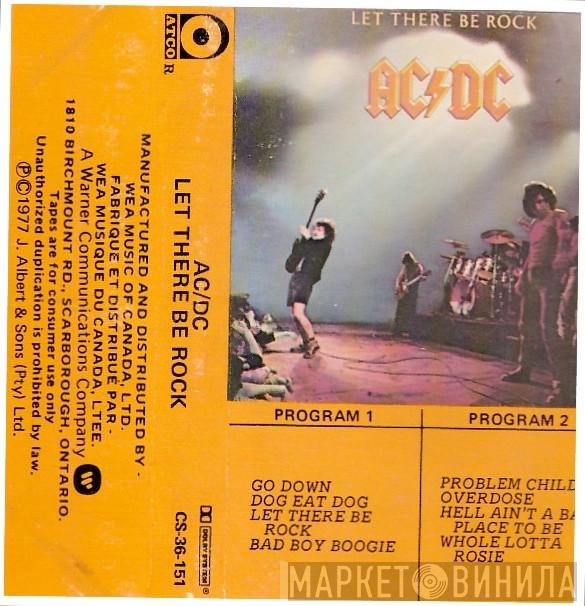 LET THERE BE ROCK
AC DC
PROGRAM 1
GO DOWN
DOG EAT DOG
LET THERE BE
ROCK
BAD BOY BOOGIE
PROGRAM 2
PROBLEM CHILD
OVERDOSE
HELL AIN'T A BA
PLACE TO BE
WHOLE LOTTA
ROSIE
ATCO R
AC/DC
LET THERE BE ROCK
DOLBY SYSTEM ®
CS-36-151
MANUFACTURED AND DISTRIBUTED BY -
WEA MUSIC OF CANADA, LTD.
FABRIQUE ET DISTRIBUÉ PAR -
WEA MUSIQUE DU CANADA, LTEE.
A Warner Communications Company
1810 BIRCHMOUNT RD., SCARBOROUGH, ONTARIO.
Tapes are for consumer use only
Unauthorized duplication is prohibited by law.
Ⓟ©1977 J. Albert & Sons (Pty) Ltd.
МАРКЕТ ВИНИЛА